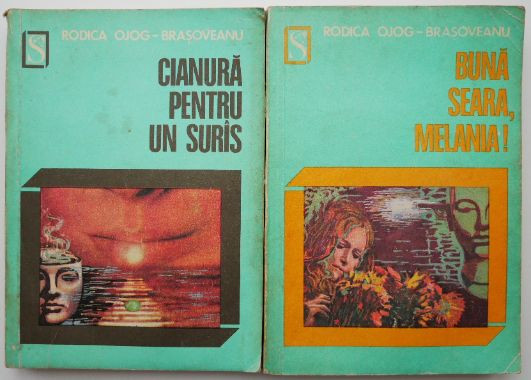 S
RODICA OJOG-BRAȘOVEANU
CIANURĂ
PENTRU
UN SURÎS
S
RODICA OJOG-BRAȘOVEANU
BUNĂ
SEARA,
MELANIA!